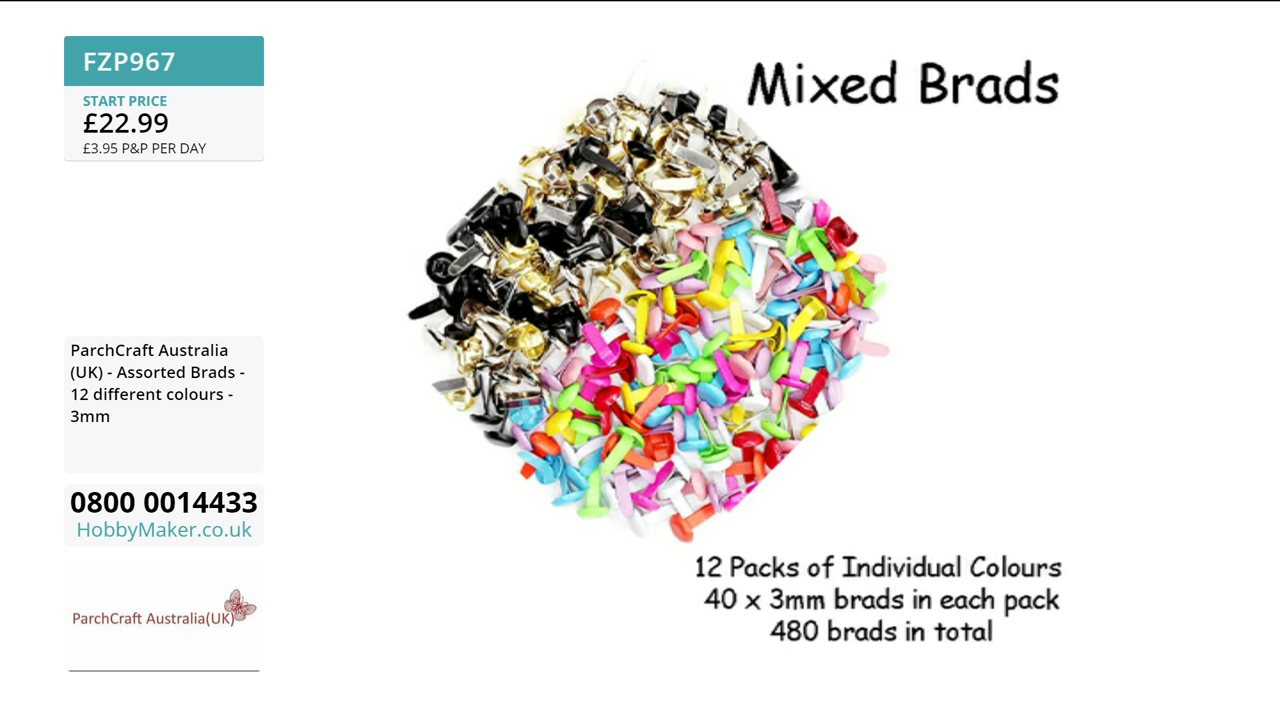 FZP967
START PRICE
£22.99
£3.95 P&P PER DAY
ParchCraft Australia
(UK) - Assorted Brads -
12 different colours -
3mm
0800 0014433
HobbyMaker.co.uk
ParchCraft Australia(UK)
Mixed Brads
12 Packs of Individual Colours
40 x 3mm brads in each pack
480 brads in total